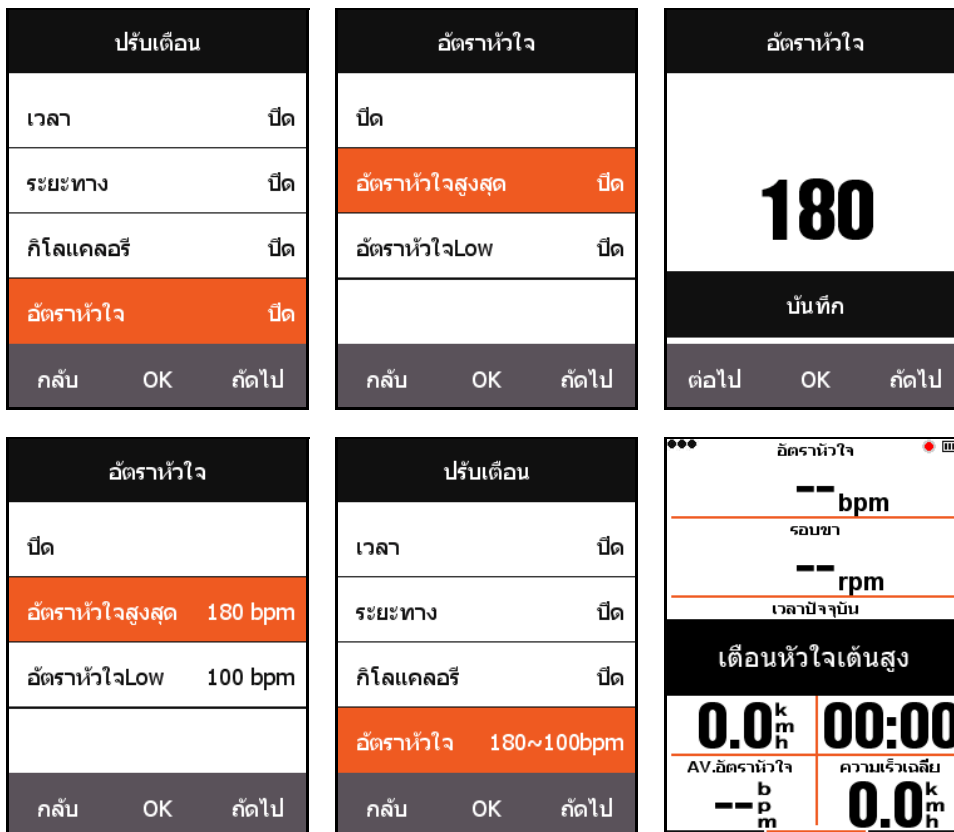 ปรับเตือน
เวลา ปิด
ระยะทาง ปิด
กิโลแคลอรี ปิด
อัตราหัวใจ ปิด
กลับ OK ถัดไป
อัตราหัวใจ
ปิด
อัตราหัวใจสูงสุด ปิด
อัตราหัวใจLow ปิด
กลับ OK ถัดไป
อัตราหัวใจ
180
บันทึก
ต่อไป OK ถัดไป
อัตราหัวใจ
ปิด
อัตราหัวใจสูงสุด 180 bpm
อัตราหัวใจLow 100 bpm
กลับ OK ถัดไป
ปรับเตือน
เวลา ปิด
ระยะทาง ปิด
กิโลแคลอรี ปิด
อัตราหัวใจ 180~100bpm
กลับ OK ถัดไป
อัตราหัวใจ
-- bpm
รอบขา
-- rpm
เวลาปัจจุบัน
เตือนหัวใจเต้นสูง
0.0 kmh 00:00
AV.อัตราหัวใจ ความเร็วเฉลี่ย
-- bpm 0.0 kmh